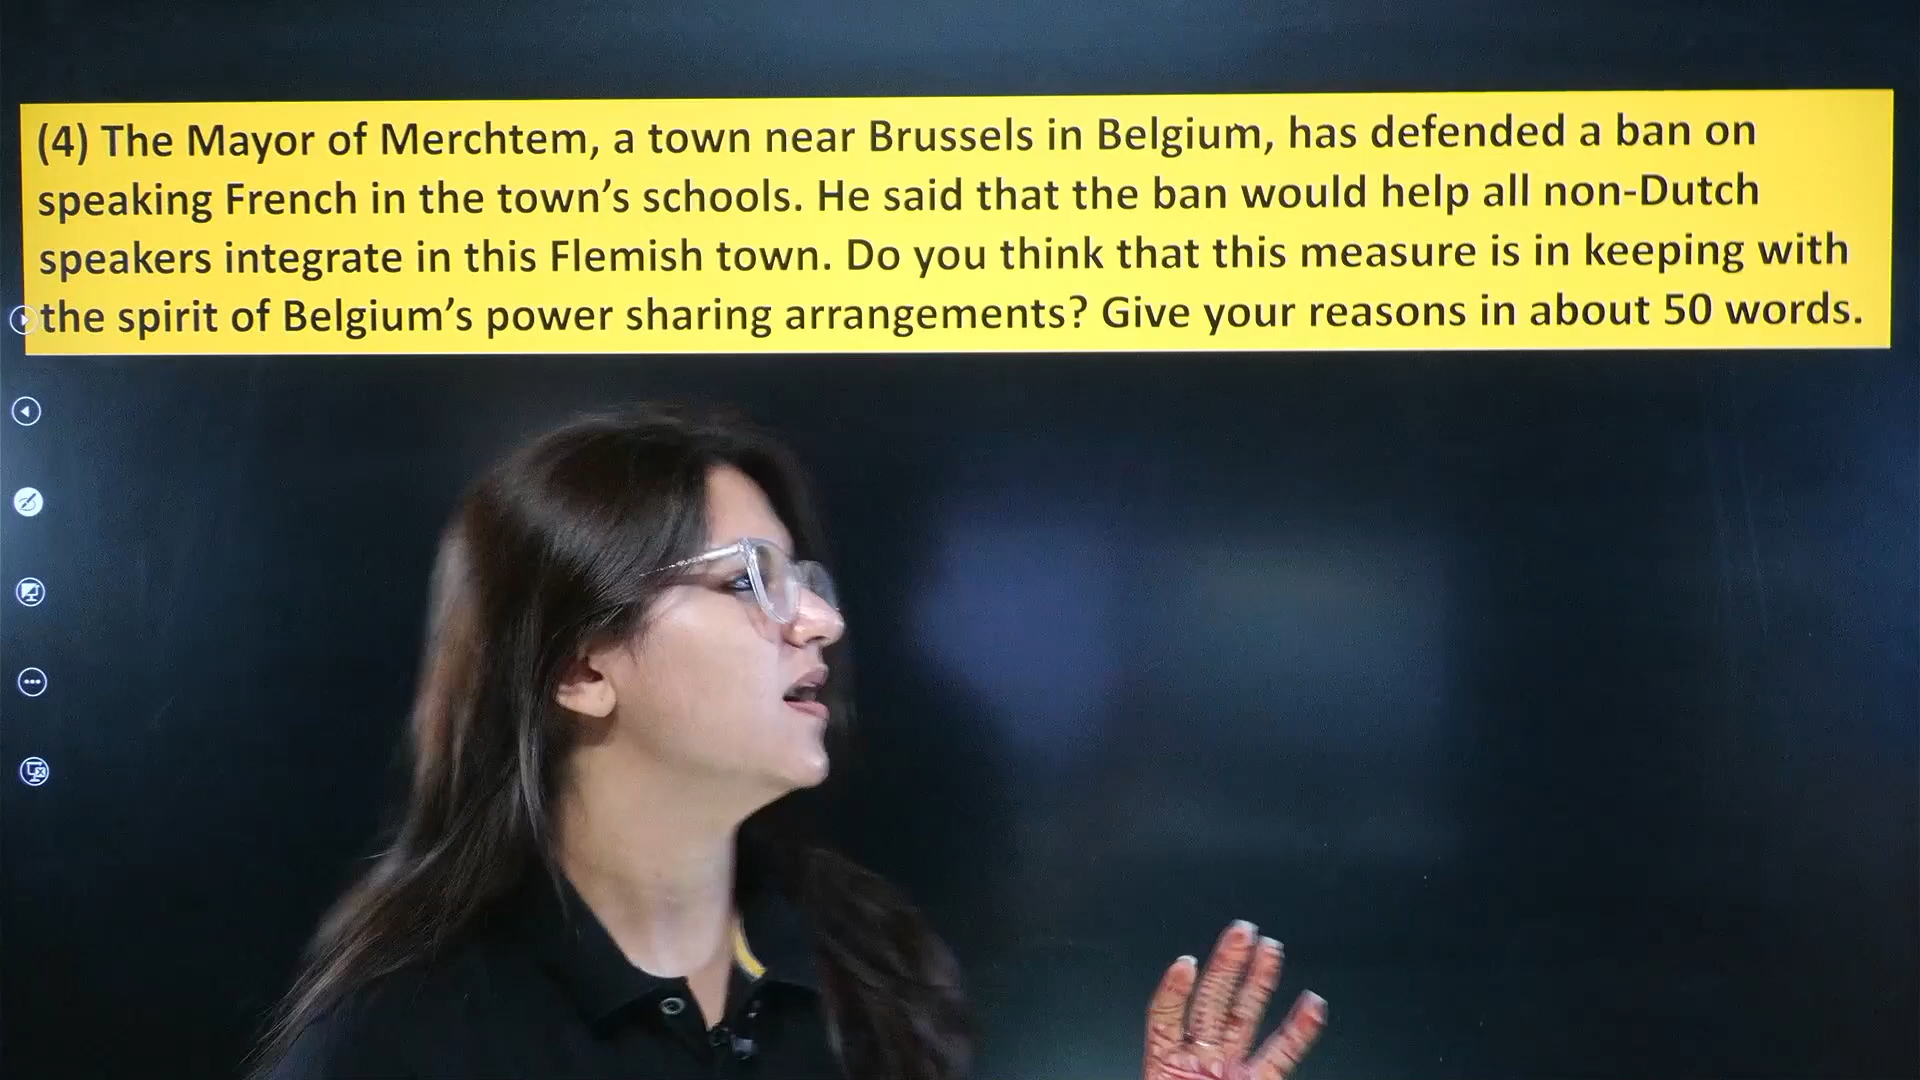 (4) The Mayor of Merchtem, a town near Brussels in Belgium, has defended a ban on
speaking French in the town’s schools. He said that the ban would help all non-Dutch
speakers integrate in this Flemish town. Do you think that this measure is in keeping with
the spirit of Belgium’s power sharing arrangements? Give your reasons in about 50 words.